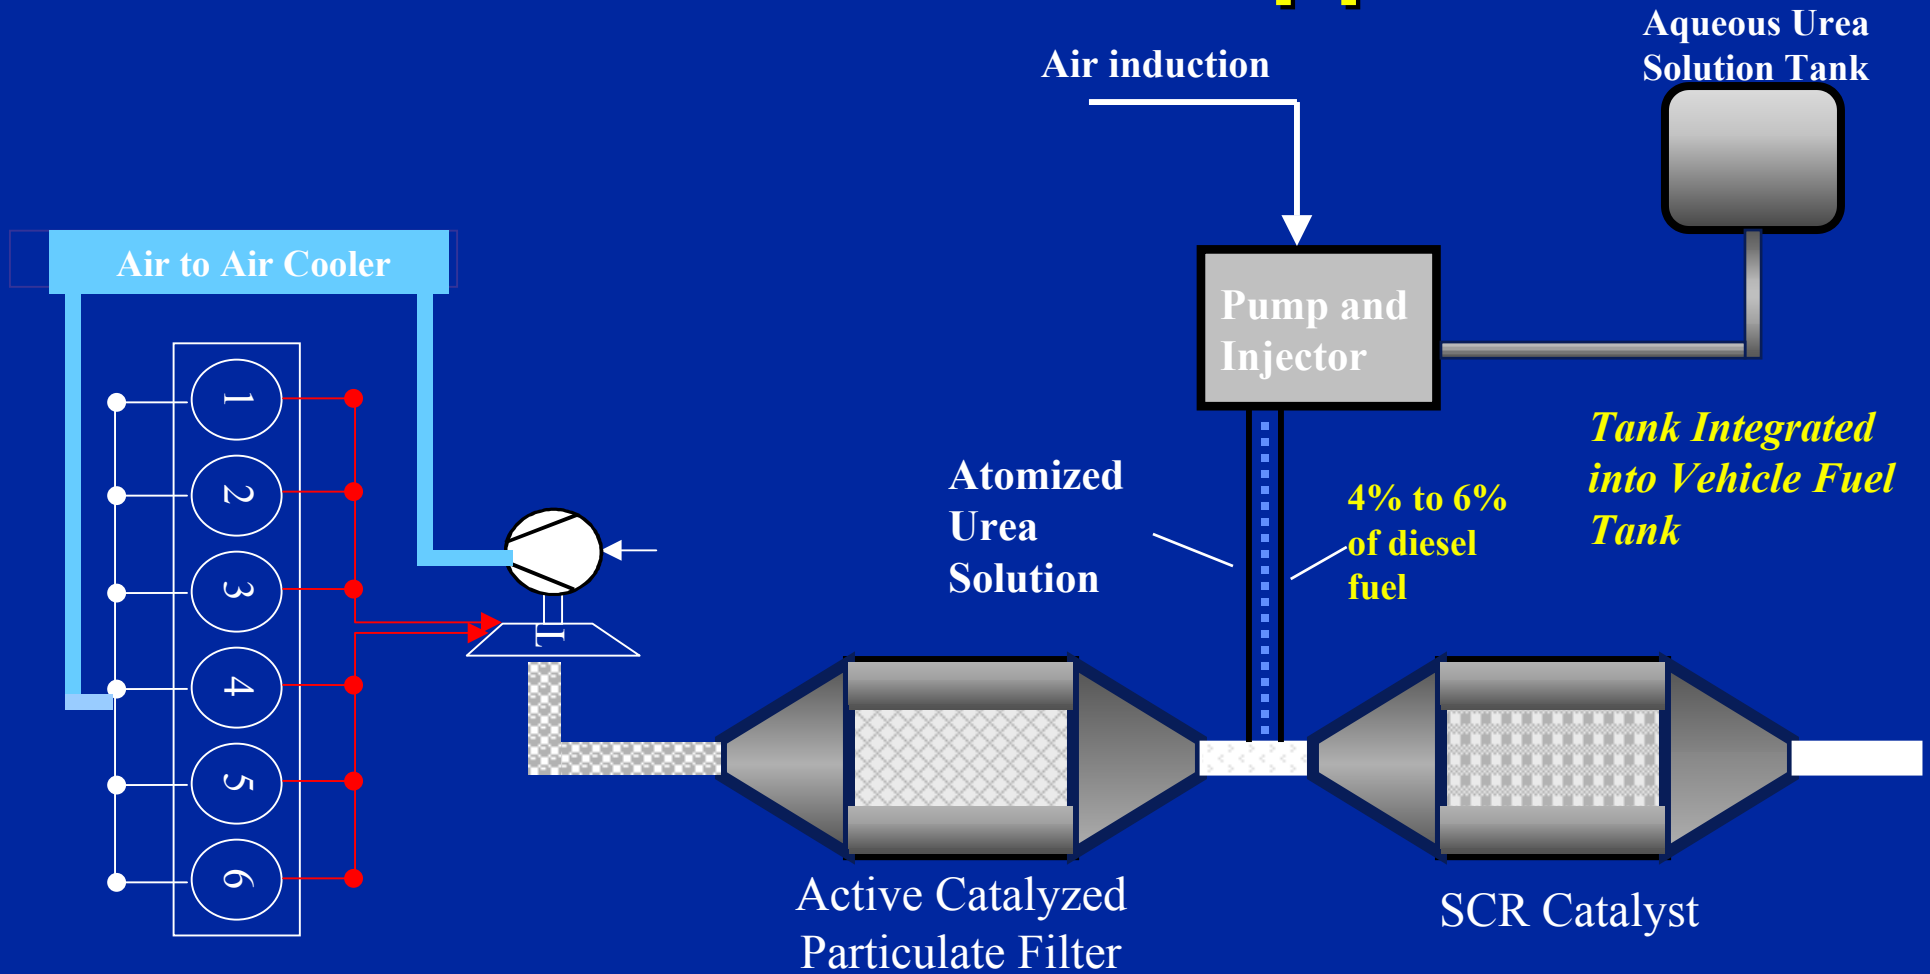 Aqueous Urea
Solution Tank
Air induction
Air to Air Cooler
Pump and
Injector
1
2
3
4
5
6
Tank Integrated
into Vehicle Fuel
Tank
Atomized
Urea
Solution
4% to 6%
of diesel
fuel
Active Catalyzed
Particulate Filter
SCR Catalyst